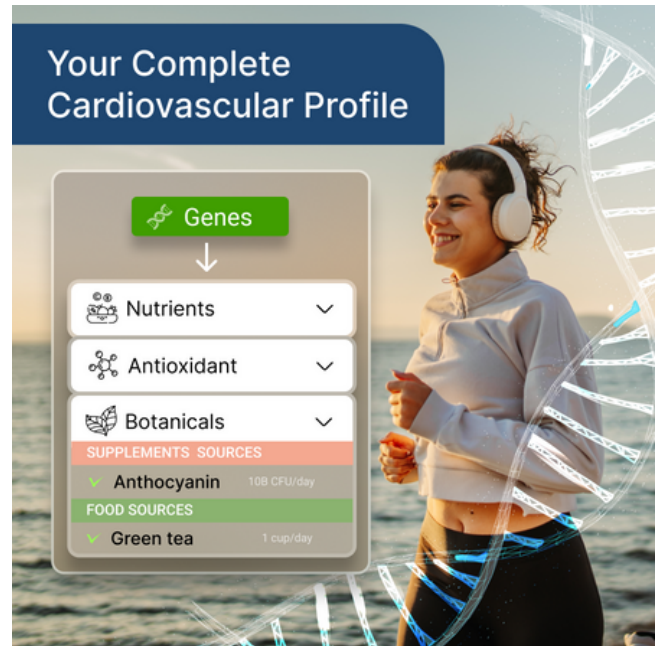 Your Complete
Cardiovascular Profile
Genes
Nutrients
Antioxidant
Botanicals
SUPPLEMENTS SOURCES
Anthocyanin 10B CFU/day
FOOD SOURCES
Green tea 1 cup/day